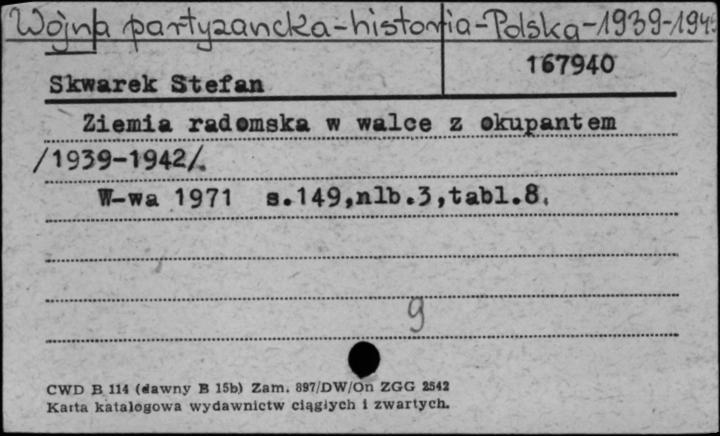 Wojna partyzancka-historia-Polska-1939-194
167940
Skwarek Stefan
Ziemia radomska w walce z okupantem
/1939-1942/.
W-wa 1971 s.149,nlb.3,tabl.8.
9
CWD B 114 (dawny B 15b) Zam. 897/DW/On ZGG 2542
Karta katalogowa wydawnictw ciągłych i zwartych.